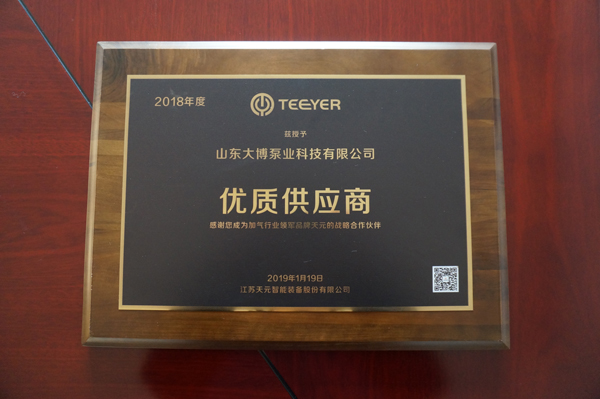 2018年度
TEEYER
兹授予
山东大博泵业科技有限公司
优质供应商
感谢您成为加气行业领军品牌天元的战略合作伙伴
2019年1月19日
江苏天元智能装备股份有限公司